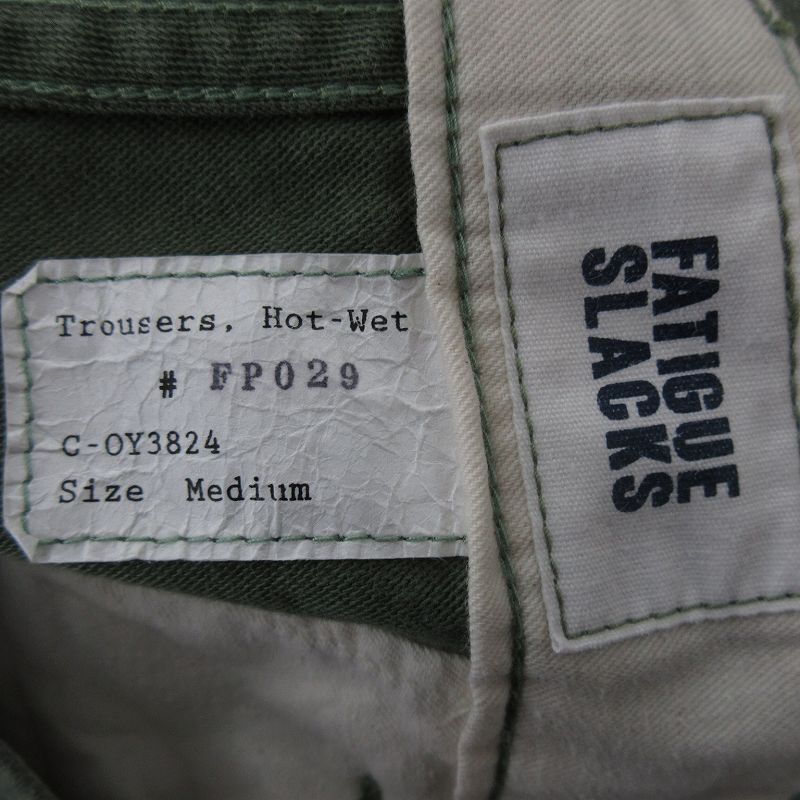 Trousers, Hot-Wet
# FP029
C-OY3824
Size Medium
FATIGUE
SLACKS